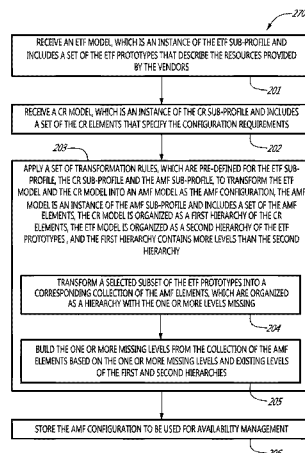 270
RECEIVE AN ETF MODEL, WHICH IS AN INSTANCE OF THE ETF SUB-PROFILE AND
INCLUDES A SET OF THE ETF PROTOTYPES THAT DESCRIBE THE RESOURCES PROVIDED
BY THE VENDORS
201
RECEIVE A CR MODEL, WHICH IS AN INSTANCE OF THE CR SUB-PROFILE AND INCLUDES
A SET OF THE CR ELEMENTS THAT SPECIFY THE CONFIGURATION REQUIREMENTS
203
202
APPLY A SET OF TRANSFORMATION RULES, WHICH ARE PRE-DEFINED FOR THE ETF SUB-
PROFILE, THE CR SUB-PROFILE AND THE AMF SUB-PROFILE, TO TRANSFORM THE ETF
MODEL AND THE CR MODEL INTO AN AMF MODEL AS THE AMF CONFIGURATION, THE AMF
MODEL IS AN INSTANCE OF THE AMF SUB-PROFILE AND INCLUDES A SET OF THE AMF
ELEMENTS, THE CR MODEL IS ORGANIZED AS A FIRST HIERARCHY OF THE CR
ELEMENTS, THE ETF MODEL IS ORGANIZED AS A SECOND HIERARCHY OF THE ETF
PROTOTYPES , AND THE FIRST HIERARCHY CONTAINS MORE LEVELS THAN THE SECOND
HIERARCHY
TRANSFORM A SELECTED SUBSET OF THE ETF PROTOTYPES INTO A
CORRESPONDING COLLECTION OF THE AMF ELEMENTS, WHICH ARE ORGANIZED
AS A HIERARCHY WITH THE ONE OR MORE LEVELS MISSING
204
BUILD THE ONE OR MORE MISSING LEVELS FROM THE COLLECTION OF THE AMF
ELEMENTS BASED ON THE ONE OR MORE MISSING LEVELS AND EXISTING LEVELS
OF THE FIRST AND SECOND HIERARCHIES
205
STORE THE AMF CONFIGURATION TO BE USED FOR AVAILABILITY MANAGEMENT
206